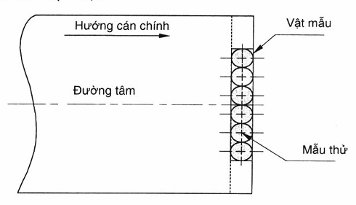 Hướng cán chính
Vật mẫu
Đường tâm
Mẫu thử